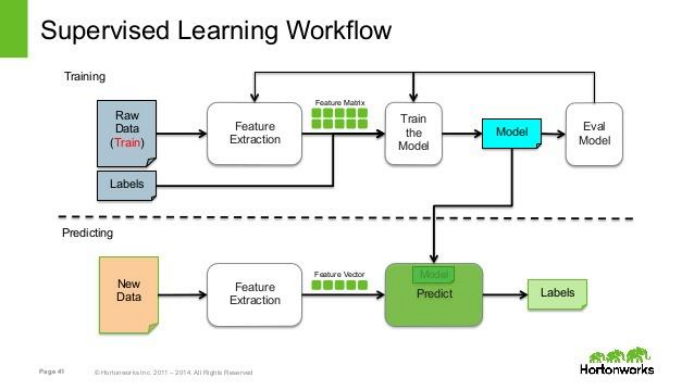 Supervised Learning Workflow
Training
Raw
Data
(Train)
Feature
Extraction
Feature Matrix
Train
the
Model
Model
Eval
Model
Labels
Predicting
New
Data
Feature
Extraction
Feature Vector
Model
Predict
Labels
Page 41
© Hortonworks Inc. 2011 – 2014. All Rights Reserved
Hortonworks